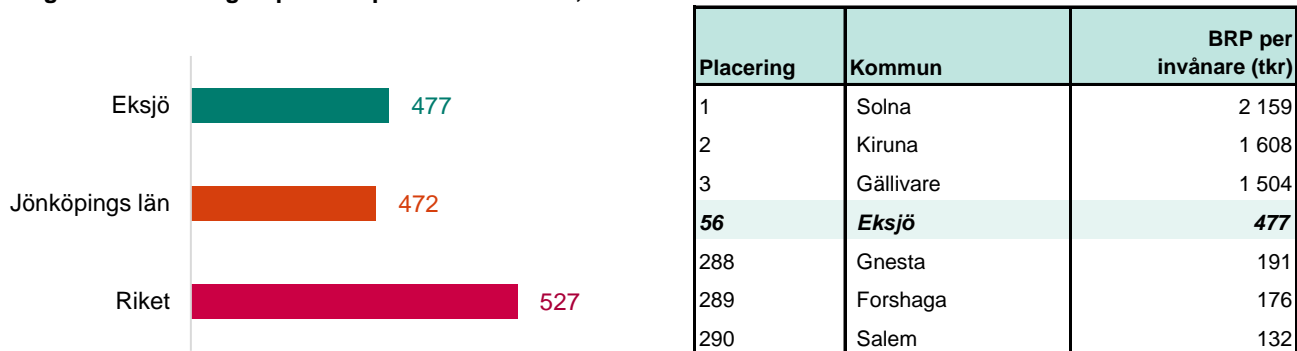 Eksjö
477
Jönköpings län
472
Riket
527
Placering Kommun BRP per invånare (tkr)
1 Solna 2 159
2 Kiruna 1 608
3 Gällivare 1 504
56 Eksjö 477
288 Gnesta 191
289 Forshaga 176
290 Salem 132